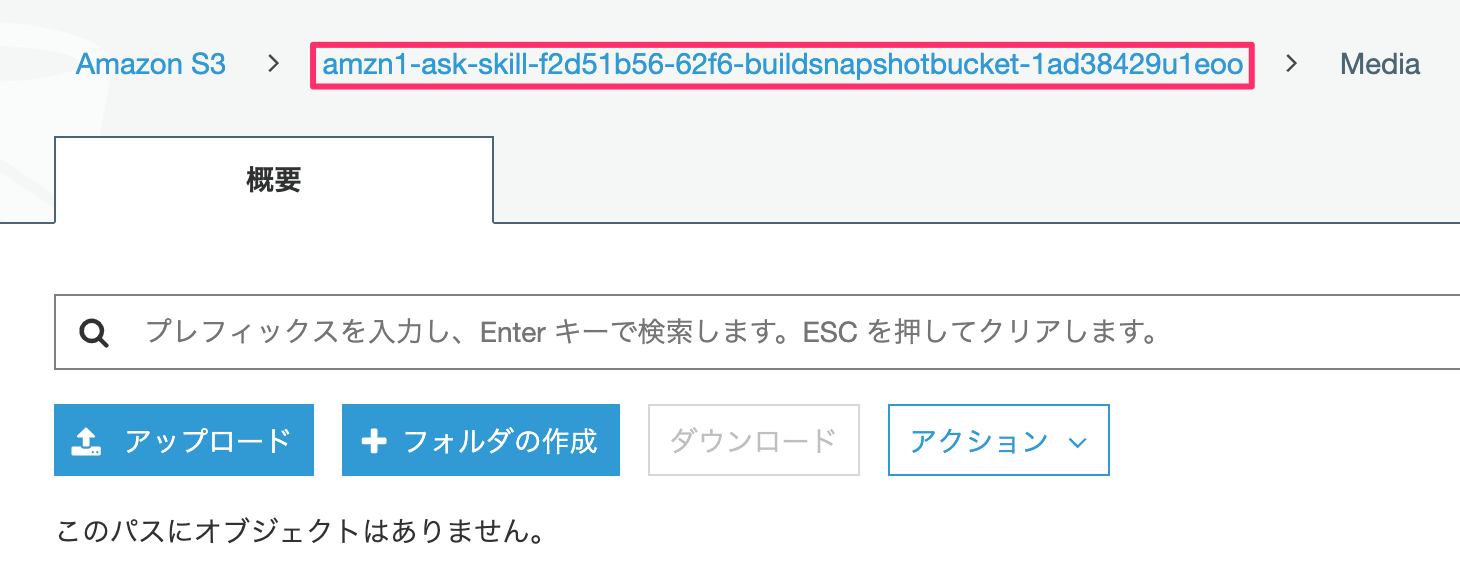 Amazon S3 > amzn1-ask-skill-f2d51b56-62f6-buildsnapshotbucket-1ad38429u1eoo > Media
概要
プレフィックスを入力し、Enter キーで検索します。ESC を押してクリアします。
アップロード + フォルダの作成 ダウンロード アクション
このパスにオブジェクトはありません。